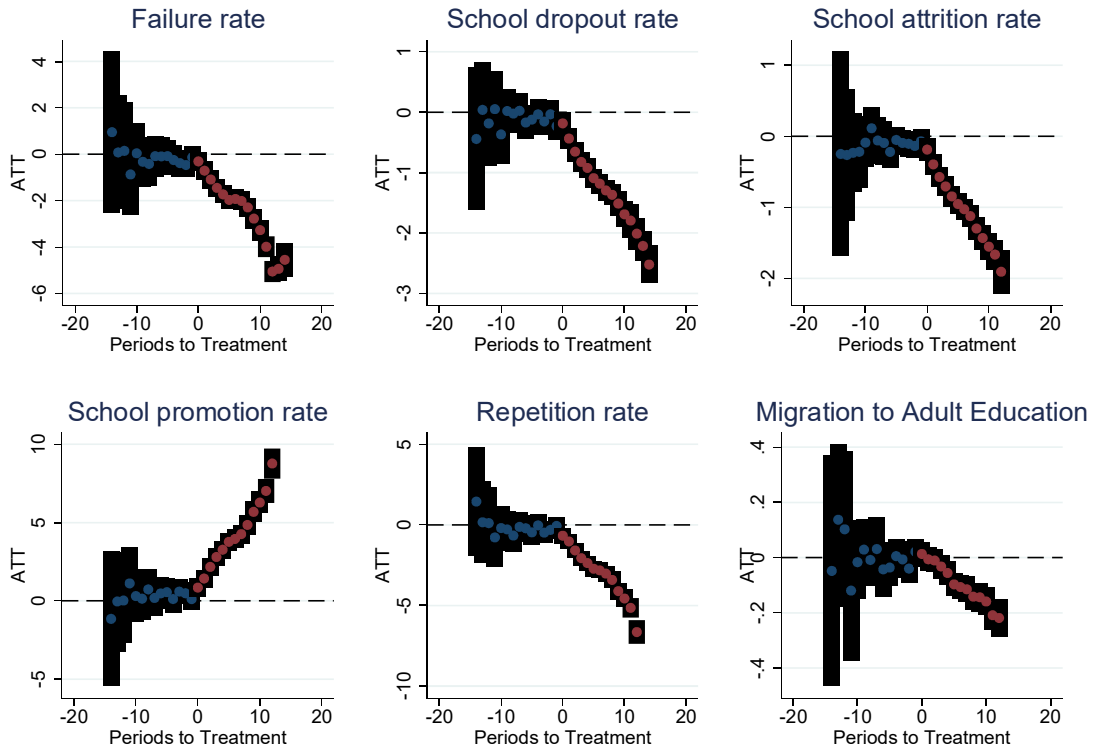 Failure rate
ATT
4
2
0
-2
-4
-6
-20 -10 0 10 20
Periods to Treatment
School dropout rate
ATT
1
0
-1
-2
-3
-20 -10 0 10 20
Periods to Treatment
School attrition rate
ATT
1
0
-1
-2
-20 -10 0 10 20
Periods to Treatment
School promotion rate
ATT
10
5
0
-5
-20 -10 0 10 20
Periods to Treatment
Repetition rate
ATT
5
0
-5
-10
-20 -10 0 10 20
Periods to Treatment
Migration to Adult Education
ATT
.4
.2
0
-.2
-.4
-20 -10 0 10 20
Periods to Treatment